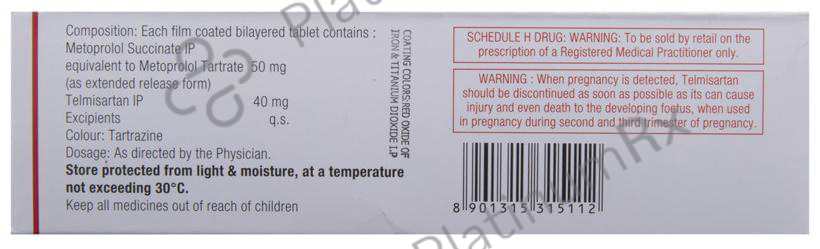 Composition: Each film coated bilayered tablet contains :
Metoprolol Succinate IP
equivalent to Metoprolol Tartrate 50 mg
(as extended release form)
Telmisartan IP 40 mg
Excipients q.s.
Colour: Tartrazine
Dosage: As directed by the Physician.
Store protected from light & moisture, at a temperature
not exceeding 30°C.
Keep all medicines out of reach of children
COATING COLORS:RED OXIDE OF
IRON & TITANIUM DIOXIDE I.P
SCHEDULE H DRUG: WARNING: To be sold by retail on the
prescription of a Registered Medical Practitioner only.
WARNING : When pregnancy is detected, Telmisartan
should be discontinued as soon as possible as its can cause
injury and even death to the developing foetus, when used
in pregnancy during second and third trimester of pregnancy.
8 901315 315112
PlatinumRx